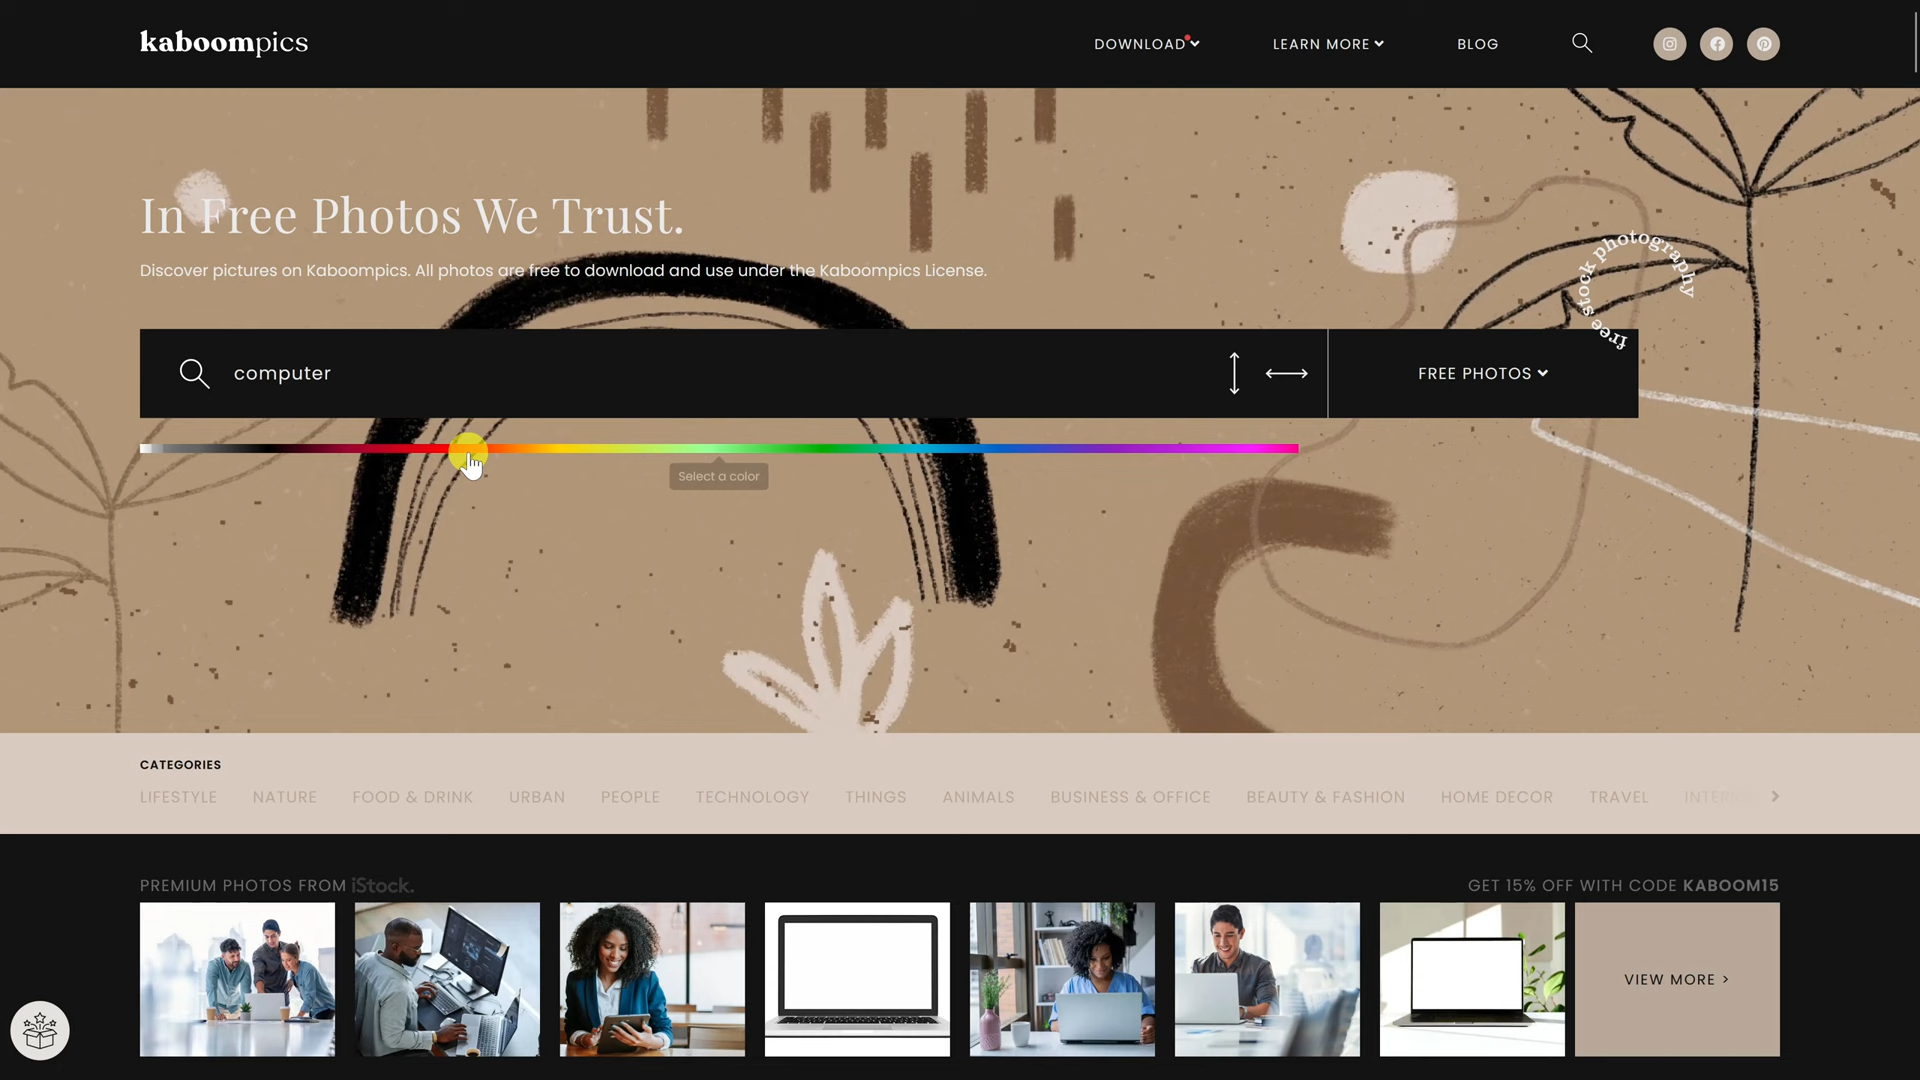 kaboompics
DOWNLOAD
LEARN MORE
BLOG
In Free Photos We Trust.
Discover pictures on Kaboompics. All photos are free to download and use under the Kaboompics License.
free stock photography
computer
FREE PHOTOS
Select a color
CATEGORIES
LIFESTYLE NATURE FOOD & DRINK URBAN PEOPLE TECHNOLOGY THINGS ANIMALS BUSINESS & OFFICE BEAUTY & FASHION HOME DECOR TRAVEL
PREMIUM PHOTOS FROM iStock.
GET 15% OFF WITH CODE KABOOM15
VIEW MORE >